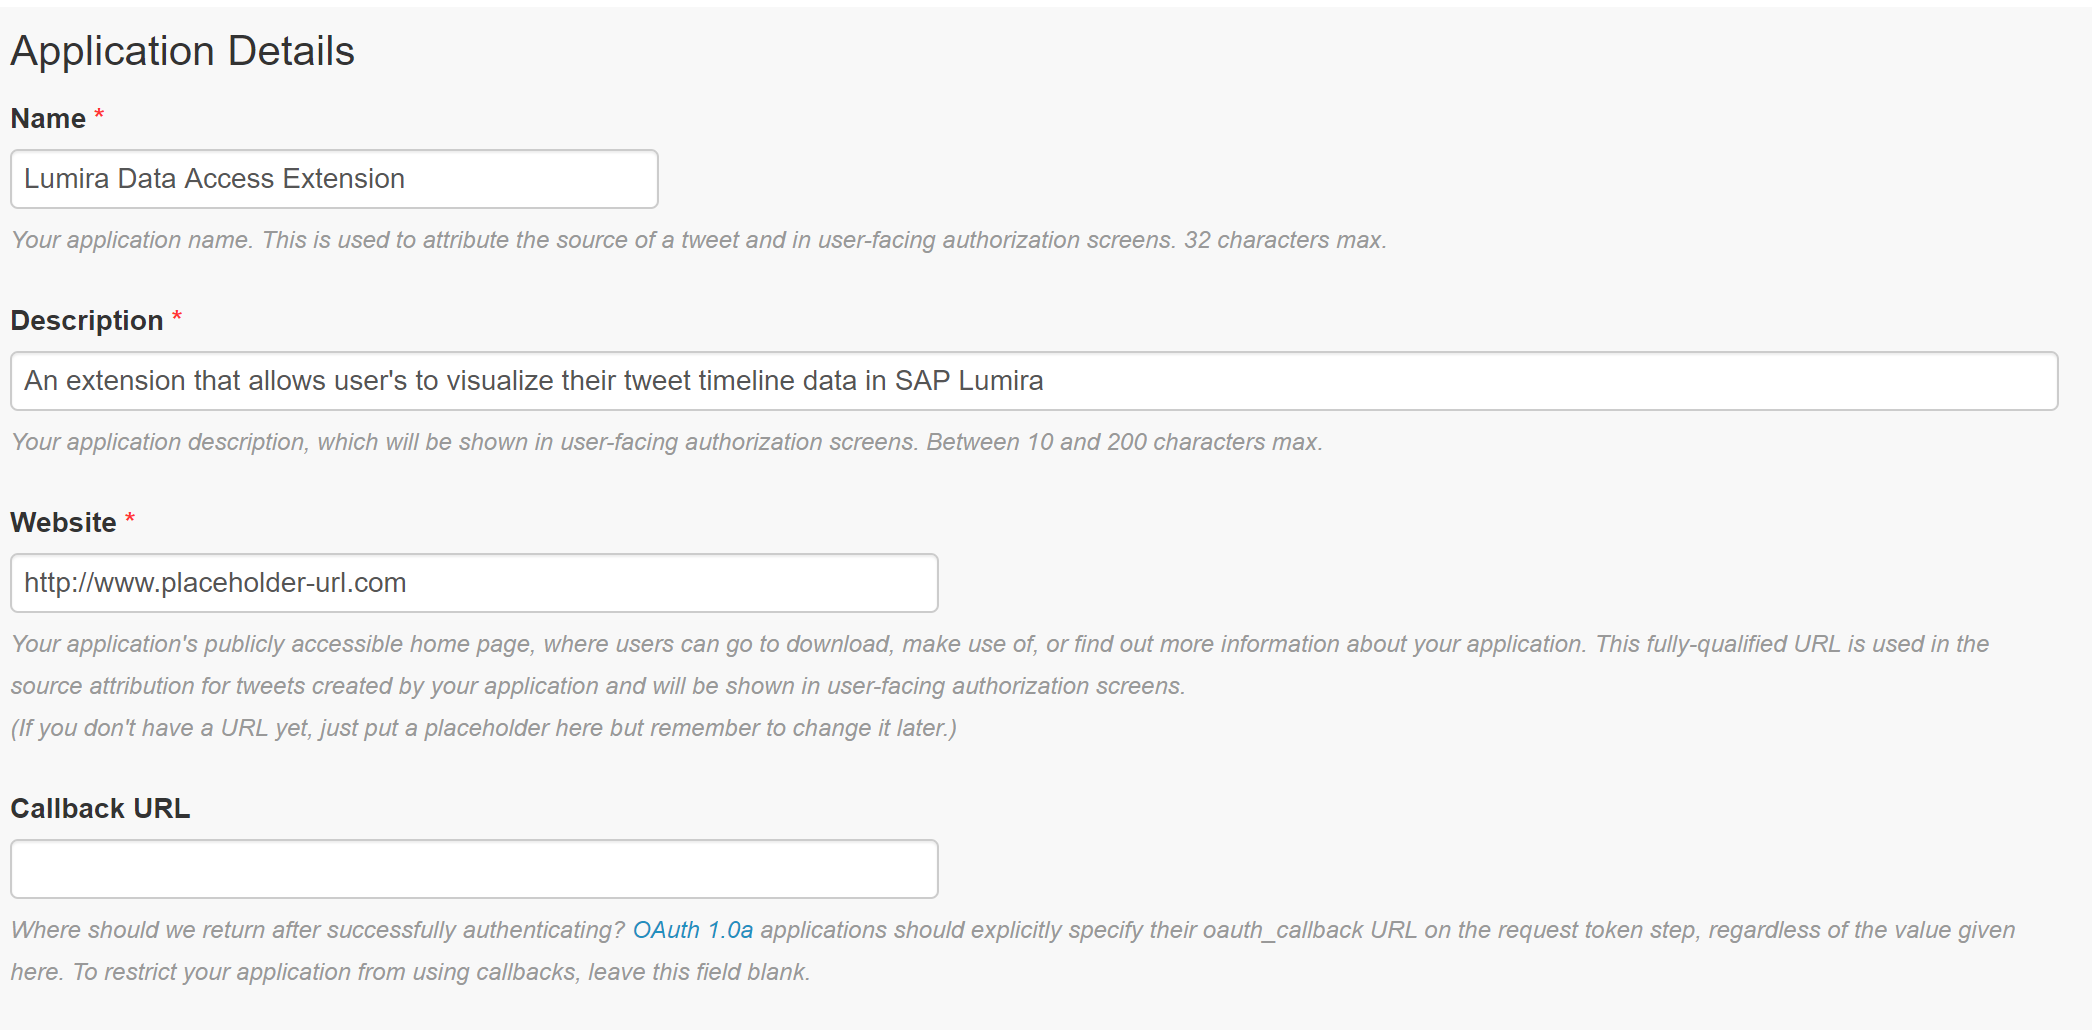 Application Details
Name *
Lumira Data Access Extension
Your application name. This is used to attribute the source of a tweet and in user-facing authorization screens. 32 characters max.
Description *
An extension that allows user's to visualize their tweet timeline data in SAP Lumira
Your application description, which will be shown in user-facing authorization screens. Between 10 and 200 characters max.
Website *
http://www.placeholder-url.com
Your application's publicly accessible home page, where users can go to download, make use of, or find out more information about your application. This fully-qualified URL is used in the
source attribution for tweets created by your application and will be shown in user-facing authorization screens.
(If you don't have a URL yet, just put a placeholder here but remember to change it later.)
Callback URL
Where should we return after successfully authenticating? OAuth 1.0a applications should explicitly specify their oauth_callback URL on the request token step, regardless of the value given
here. To restrict your application from using callbacks, leave this field blank.